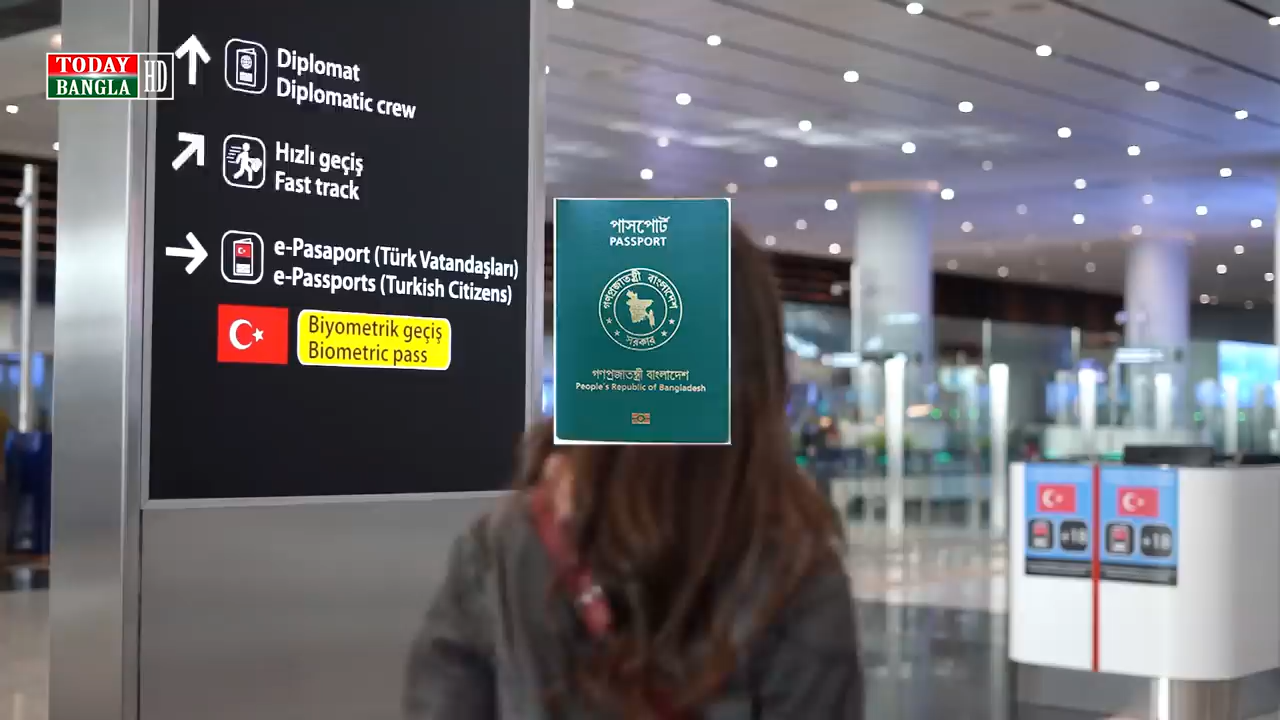 TODAY
BANGLA
HD
Diplomat
Diplomatic crew
Hızlı geçiş
Fast track
e-Pasaport (Türk Vatandaşları)
e-Passports (Turkish Citizens)
Biyometrik geçiş
Biometric pass
পাসপোর্ট
PASSPORT
গণপ্রজাতন্ত্রী বাংলাদেশ
সরকার
গণপ্রজাতন্ত্রী বাংলাদেশ
People's Republic of Bangladesh
+18
+18